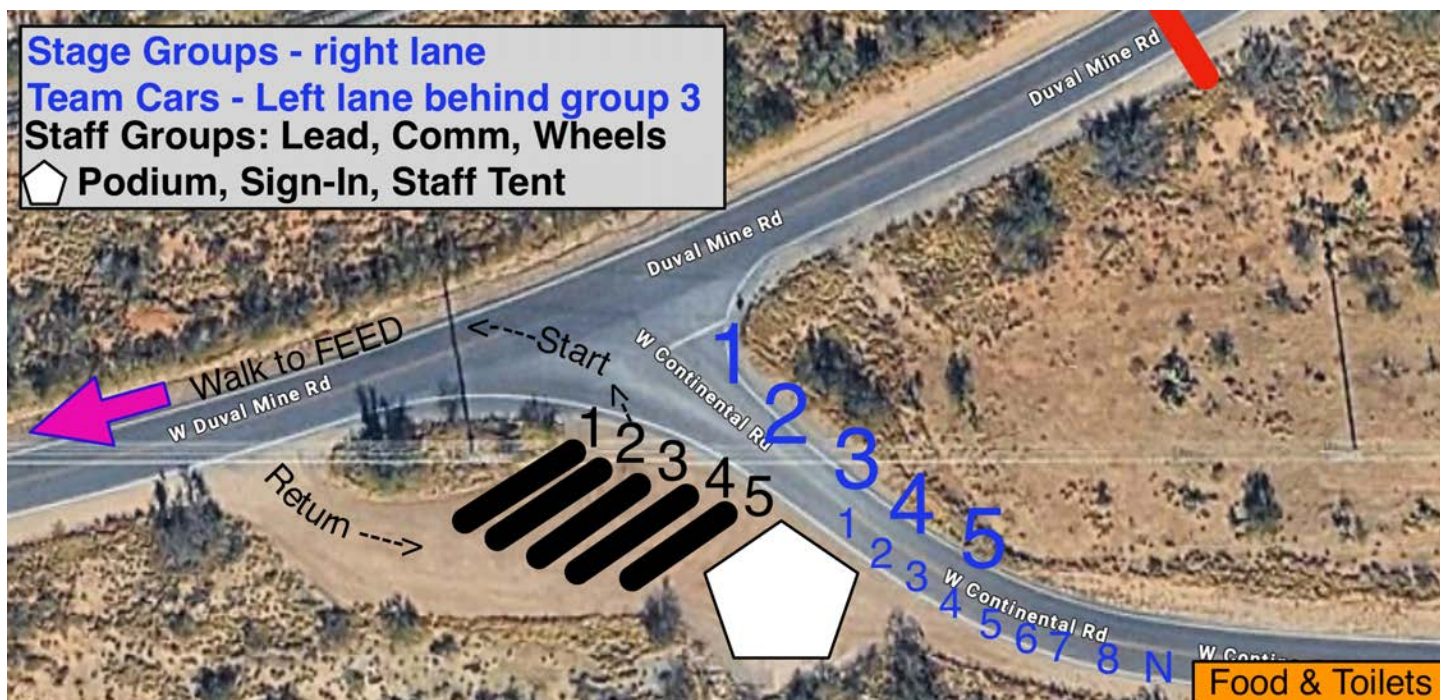 Stage Groups - right lane
Team Cars - Left lane behind group 3
Staff Groups: Lead, Comm, Wheels
Podium, Sign-In, Staff Tent
Duval Mine Rd
Duval Mine Rd
Walk to FEED
W Duval Mine Rd
Start
W Continental Rd
Return
1
2
3
4
5
1
2
3
4
5
1
2
3
4
5
6
7
8
N
W Continental Rd
W Contin
Food & Toilets